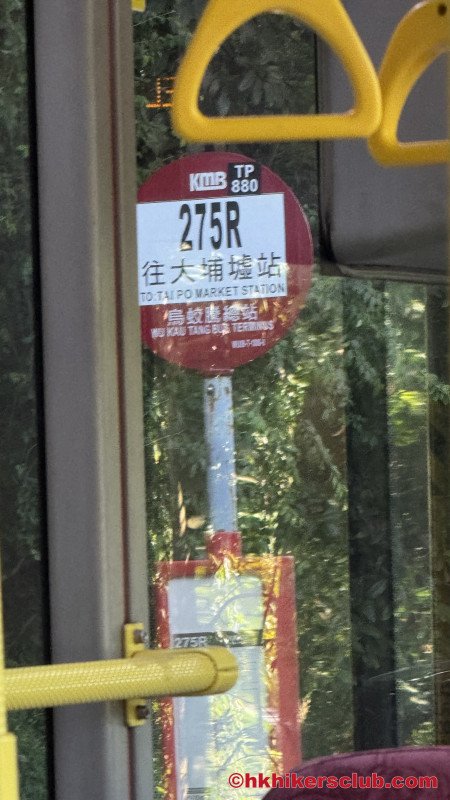 KMB
TP
880
275R
往大埔墟站
TO: TAI PO MARKET STATION
烏蛟騰總站
WU KAU TANG BUS TERMINUS
275R
©hkhikersclub.com